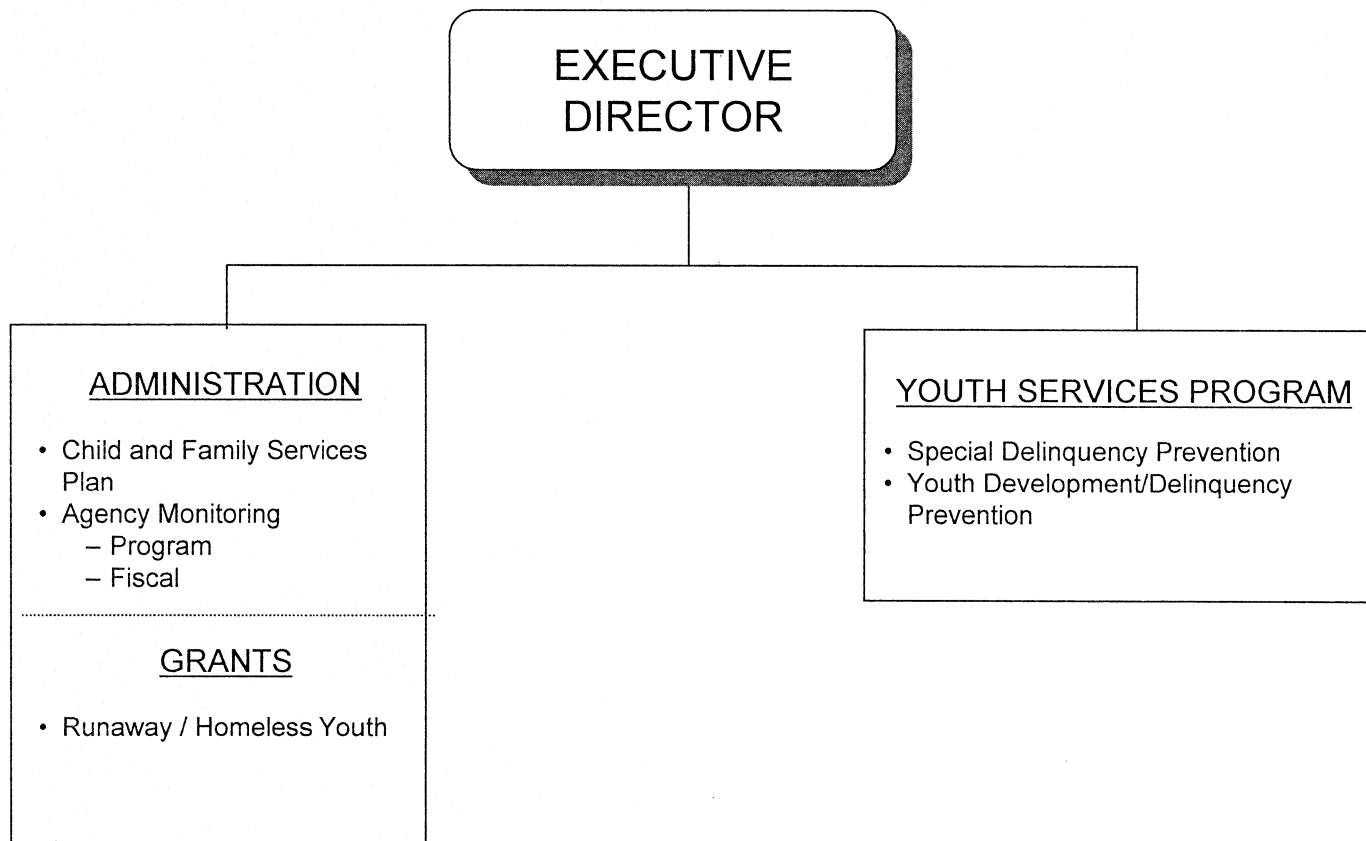 EXECUTIVE
DIRECTOR
ADMINISTRATION
• Child and Family Services
Plan
• Agency Monitoring
– Program
– Fiscal
GRANTS
• Runaway / Homeless Youth
YOUTH SERVICES PROGRAM
• Special Delinquency Prevention
• Youth Development/Delinquency
Prevention